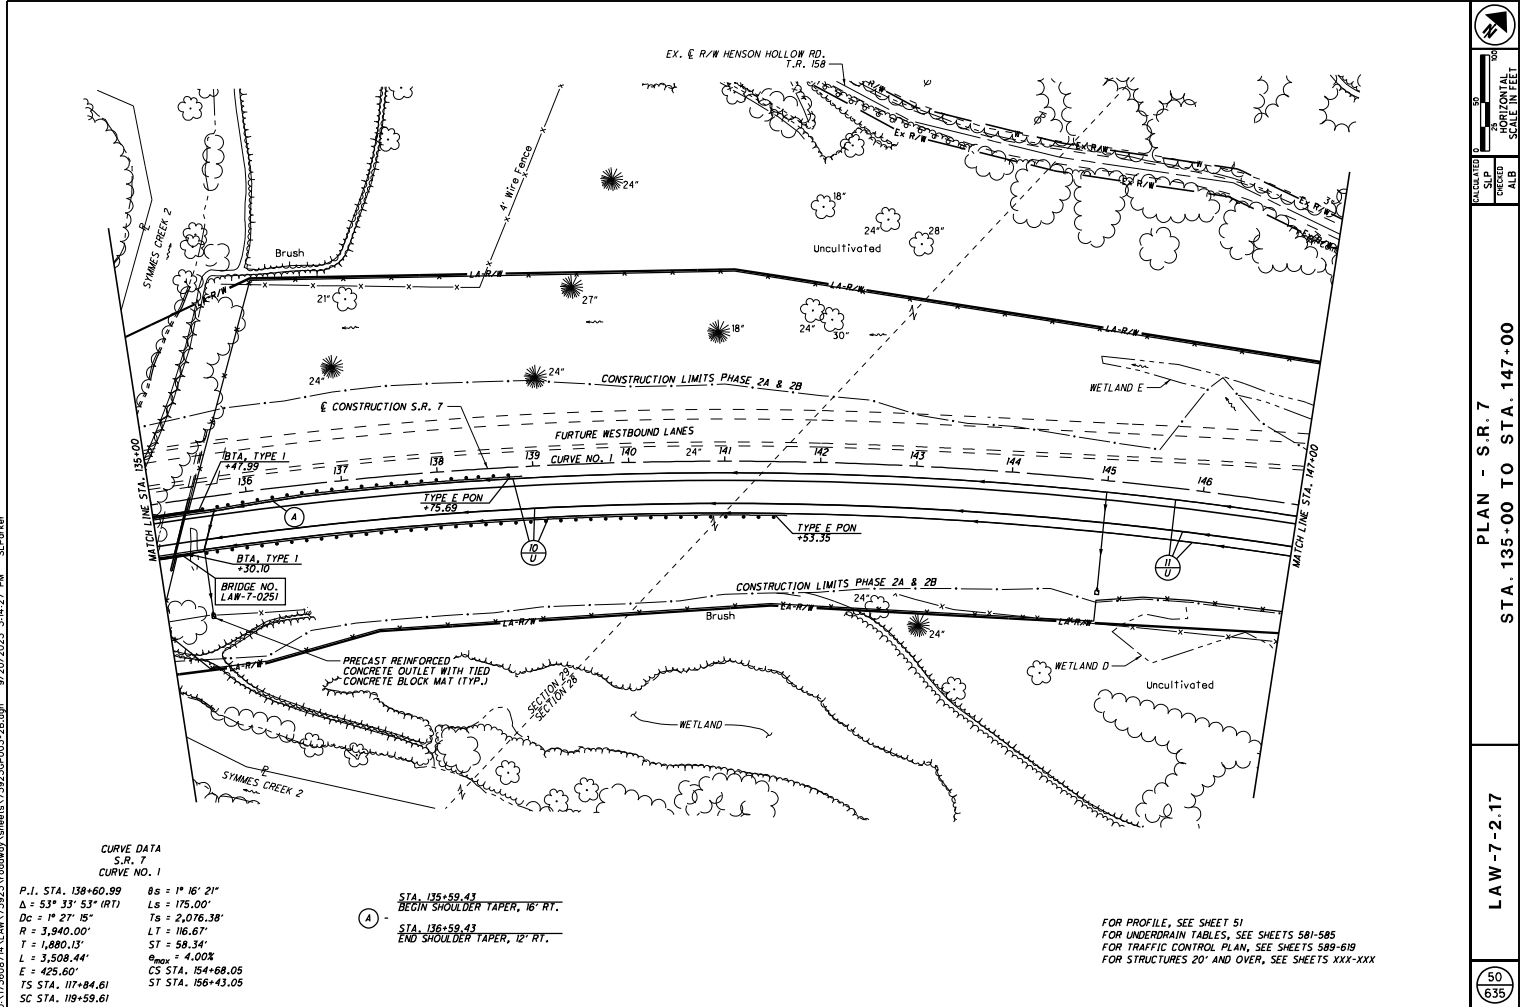 EX. ℄ R/W HENSON HOLLOW RD.
T.R. 158
R/W
Ex R/W
Ex R/W
Ex R/W
Ex R/W
3"
4' Wire Fence
24"
18"
24"
28"
Uncultivated
SYMMES CREEK 2
Brush
LA-R/W
LA-R/W
LA-R/W
LA-R/W
21"
27"
18"
24"
30"
24"
24"
WETLAND E
CONSTRUCTION LIMITS PHASE 2A & 2B
℄ CONSTRUCTION S.R. 7
FURTURE WESTBOUND LANES
CURVE NO. 1
24"
136
137
138
139
140
141
142
143
144
145
146
MATCH LINE STA. 135+00
MATCH LINE STA. 147+00
BTA, TYPE 1
+47.99
TYPE E PON
+75.69
A
TYPE E PON
+53.35
10
U
11
U
BTA, TYPE 1
+30.10
BRIDGE NO.
LAW-7-0251
CONSTRUCTION LIMITS PHASE 2A & 2B
24"
LA-R/W
LA-R/W
LA-R/W
LA-R/W
Brush
24"
PRECAST REINFORCED
CONCRETE OUTLET WITH TIED
CONCRETE BLOCK MAT (TYP.)
SECTION 29
SECTION 28
WETLAND D
Uncultivated
WETLAND
SYMMES CREEK 2
CURVE DATA
S.R. 7
CURVE NO. 1
P.I. STA. 138+60.99
Δ = 53° 33' 53" (RT)
Dc = 1° 27' 15"
R = 3,940.00'
T = 1,880.13'
L = 3,508.44'
E = 425.60'
TS STA. 117+84.61
SC STA. 119+59.61
θs = 1° 16' 21"
Ls = 175.00'
Ts = 2,076.38'
LT = 116.67'
ST = 58.34'
emax = 4.00%
CS STA. 154+68.05
ST STA. 156+43.05
A -
STA. 135+59.43
BEGIN SHOULDER TAPER, 16' RT.
STA. 136+59.43
END SHOULDER TAPER, 12' RT.
FOR PROFILE, SEE SHEET 51
FOR UNDERDRAIN TABLES, SEE SHEETS 581-585
FOR TRAFFIC CONTROL PLAN, SEE SHEETS 589-619
FOR STRUCTURES 20' AND OVER, SEE SHEETS XXX-XXX
N
0
25
50
100
HORIZONTAL
SCALE IN FEET
CALCULATED
SLP
CHECKED
ALB
PLAN - S.R. 7
STA. 135+00 TO STA. 147+00
LAW-7-2.17
50
635